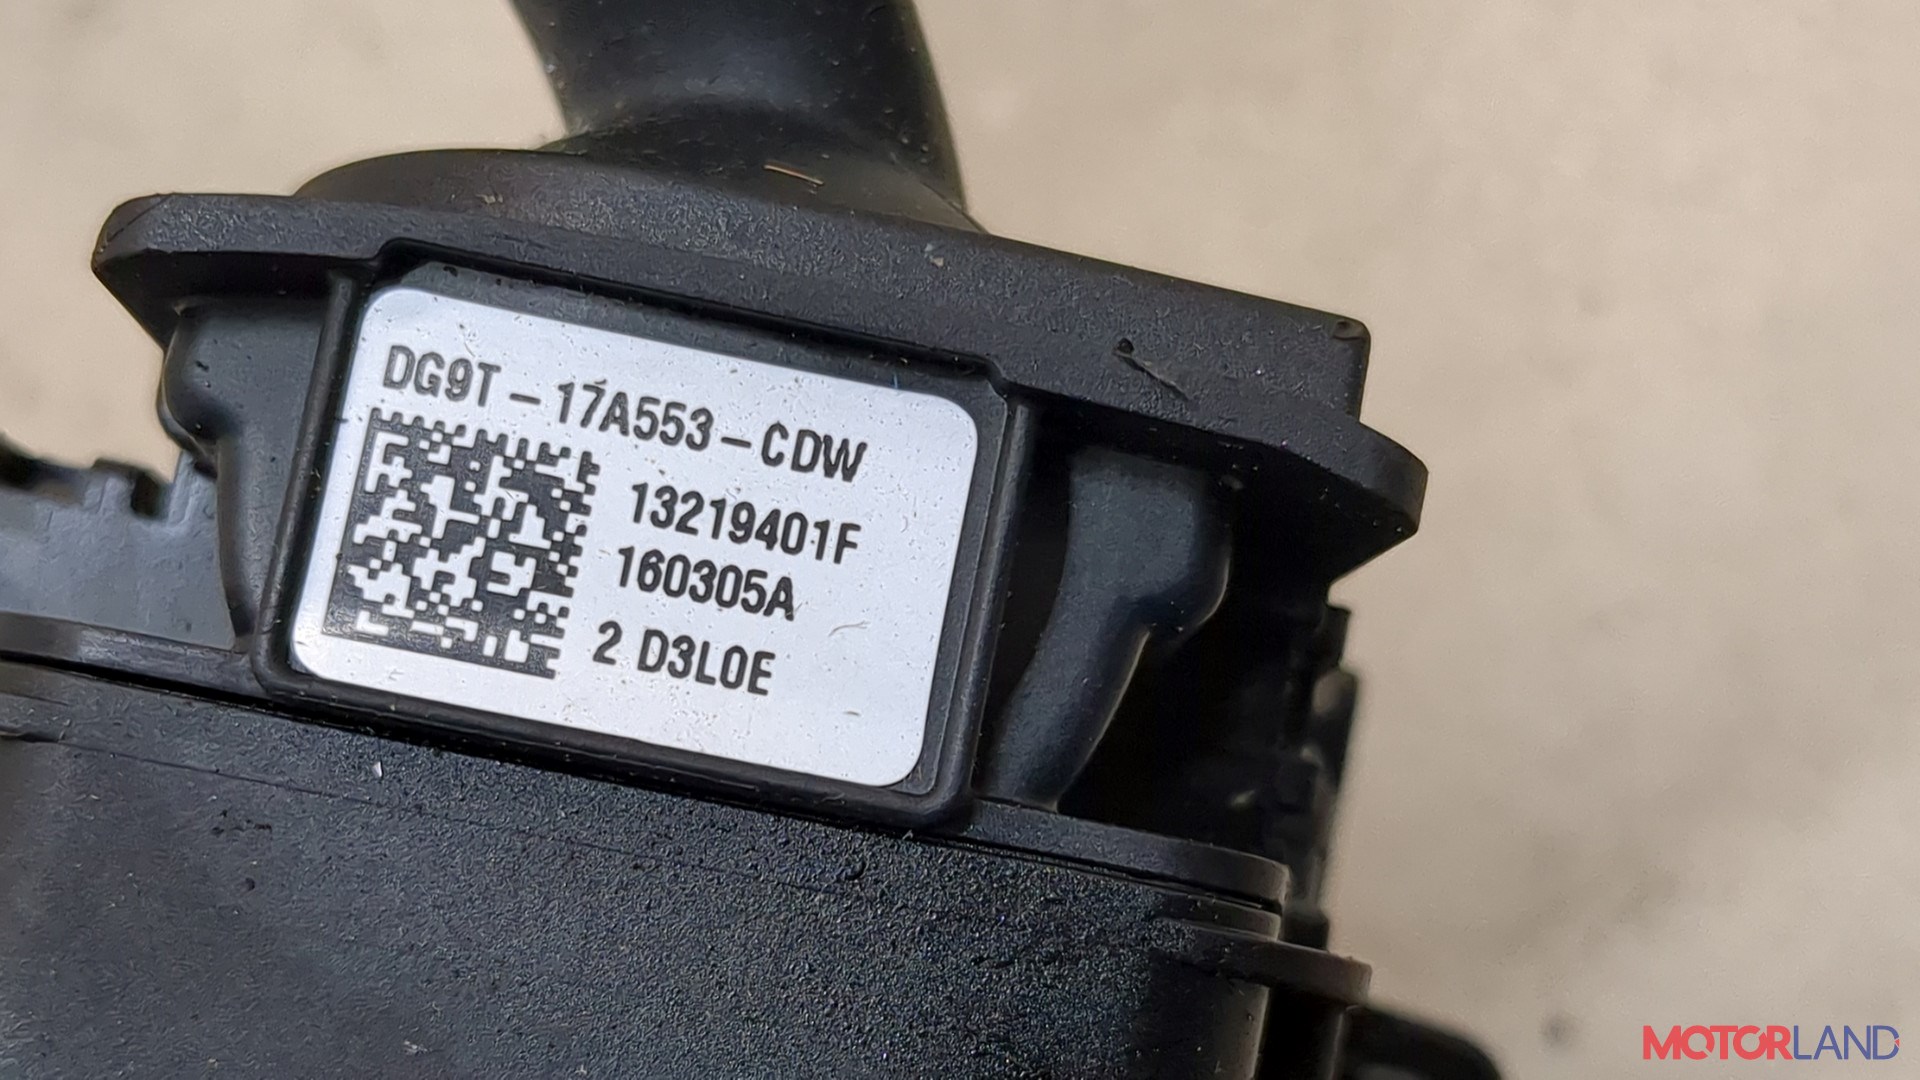 DG9T-17A553-CDW
13219401F
160305A
2 D3L0E
MOTORLAND